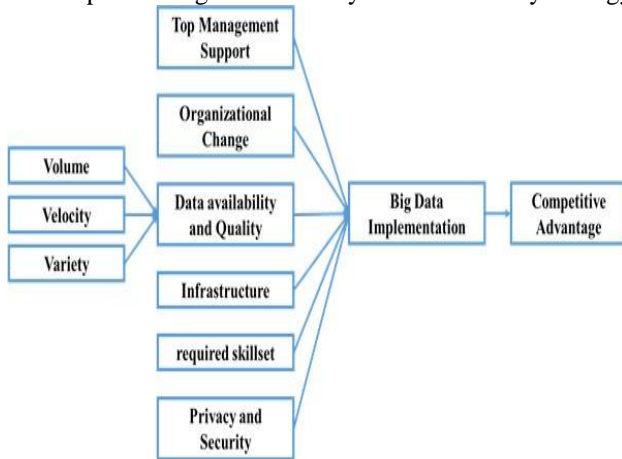 Top Management
Support
Organizational
Change
Volume
Velocity
Variety
Data availability
and Quality
Big Data
Implementation
Competitive
Advantage
Infrastructure
required skillset
Privacy and
Security